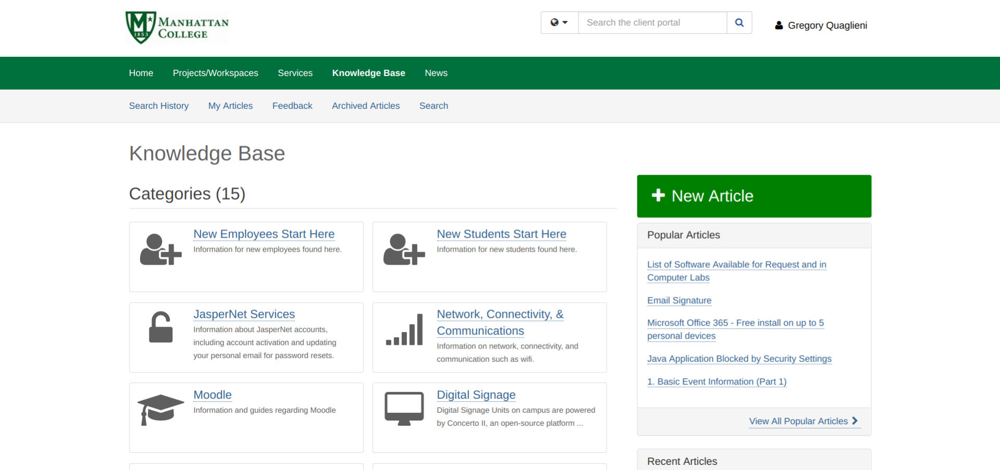 MANHATTAN
COLLEGE
1853
Search the client portal
Gregory Quaglieni
Home Projects/Workspaces Services Knowledge Base News
Search History My Articles Feedback Archived Articles Search
Knowledge Base
Categories (15)
New Employees Start Here
Information for new employees found here.
New Students Start Here
Information for new students found here.
JasperNet Services
Information about JasperNet accounts,
including account activation and updating
your personal email for password resets.
Network, Connectivity, &
Communications
Information on network, connectivity, and
communication such as wifi.
Moodle
Information and guides regarding Moodle
Digital Signage
Digital Signage Units on campus are powered
by Concerto II, an open-source platform ...
New Article
Popular Articles
List of Software Available for Request and in
Computer Labs
Email Signature
Microsoft Office 365 - Free install on up to 5
personal devices
Java Application Blocked by Security Settings
1. Basic Event Information (Part 1)
View All Popular Articles
Recent Articles